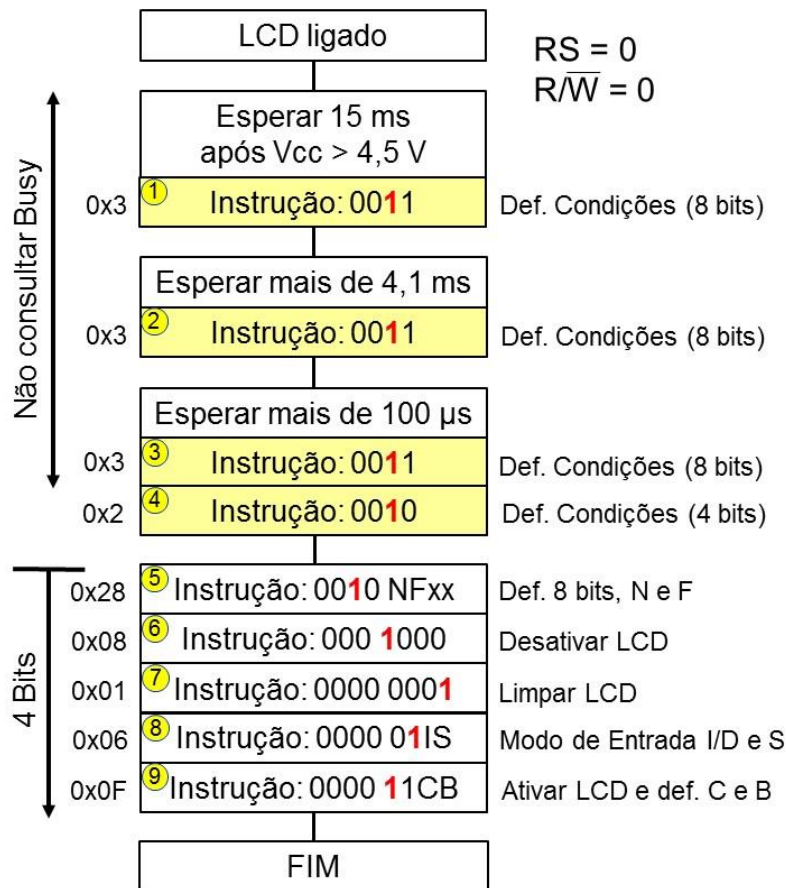 LCD ligado
RS = 0
R/W̅ = 0
Não consultar Busy
Esperar 15 ms
após Vcc > 4,5 V
0x3 1 Instrução: 0011 Def. Condições (8 bits)
Esperar mais de 4,1 ms
0x3 2 Instrução: 0011 Def. Condições (8 bits)
Esperar mais de 100 µs
0x3 3 Instrução: 0011 Def. Condições (8 bits)
0x2 4 Instrução: 0010 Def. Condições (4 bits)
4 Bits
0x28 5 Instrução: 0010 NFxx Def. 8 bits, N e F
0x08 6 Instrução: 000 1000 Desativar LCD
0x01 7 Instrução: 0000 0001 Limpar LCD
0x06 8 Instrução: 0000 01IS Modo de Entrada I/D e S
0x0F 9 Instrução: 0000 11CB Ativar LCD e def. C e B
FIM